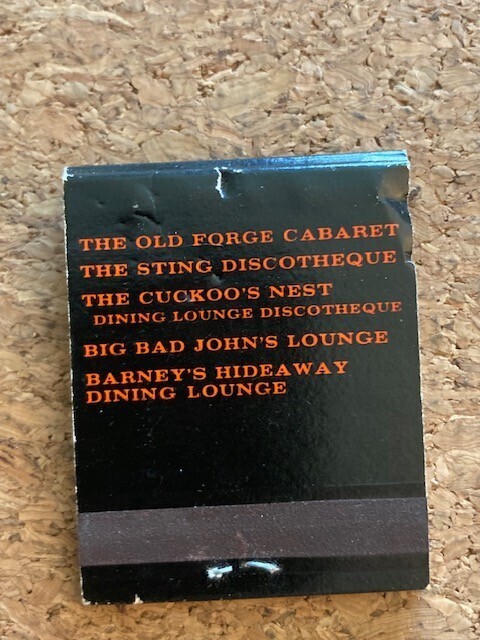 THE OLD FORGE CABARET
THE STING DISCOTHEQUE
THE CUCKOO'S NEST
DINING LOUNGE DISCOTHEQUE
BIG BAD JOHN'S LOUNGE
BARNEY'S HIDEAWAY
DINING LOUNGE